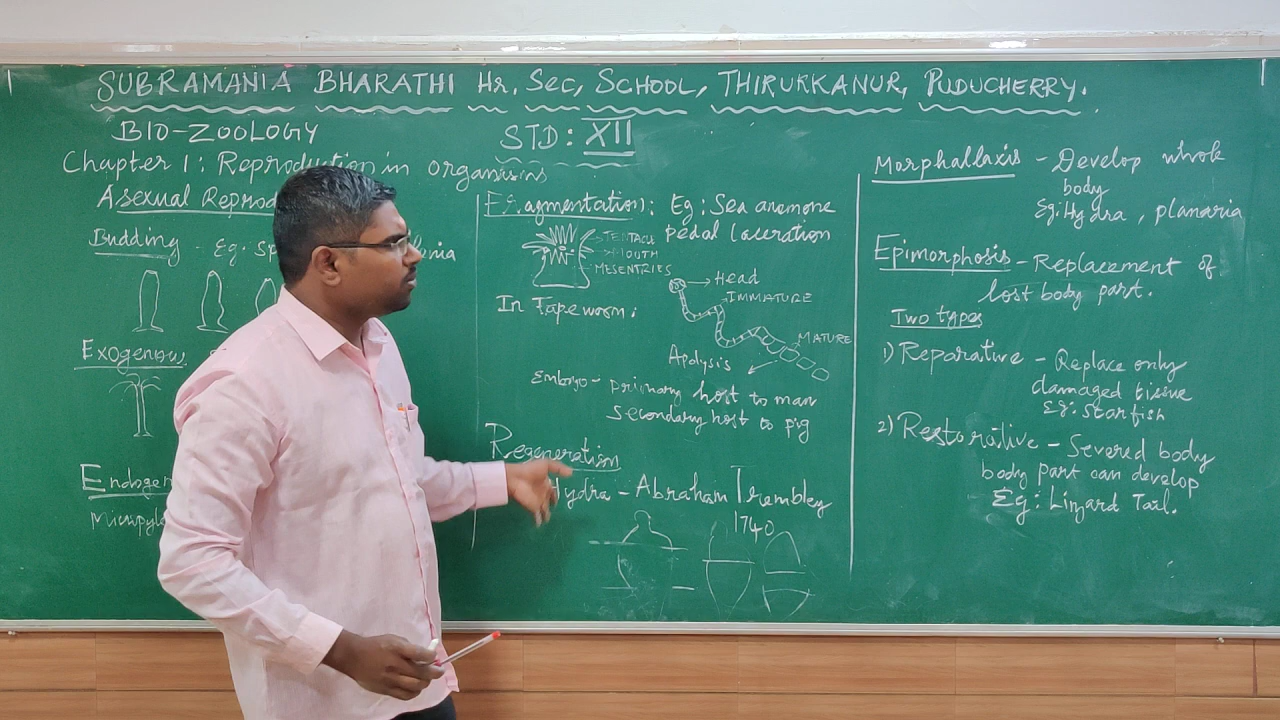 SUBRAMANIA BHARATHI Hr. Sec, SCHOOL, THIRUKKANUR, PUDUCHERRY.
BIO-ZOOLOGY
STD: XII
Chapter 1: Reproduction in organisms
Asexual Reprod
Budding - Eg: Sp
Exogenous
Endogen
Micropyle
Fragmentation: Eg: Sea anemone
pedal laceration
TENTACLE
MOUTH
MESENTRIES
In Tapeworm:
Head
IMMATURE
MATURE
Apolysis
Embryo - primary host to man
secondary host to pig
Regeneration
Hydra - Abraham Trembley
1740
Morphallaxis - Develop whole
body
Eg: Hydra, planaria
Epimorphosis - Replacement of
lost body part.
Two types
1) Reparative - Replace only
damaged tissue
Eg: Starfish
2) Restorative - Severed body
body part can develop
Eg: Linzard Tail.